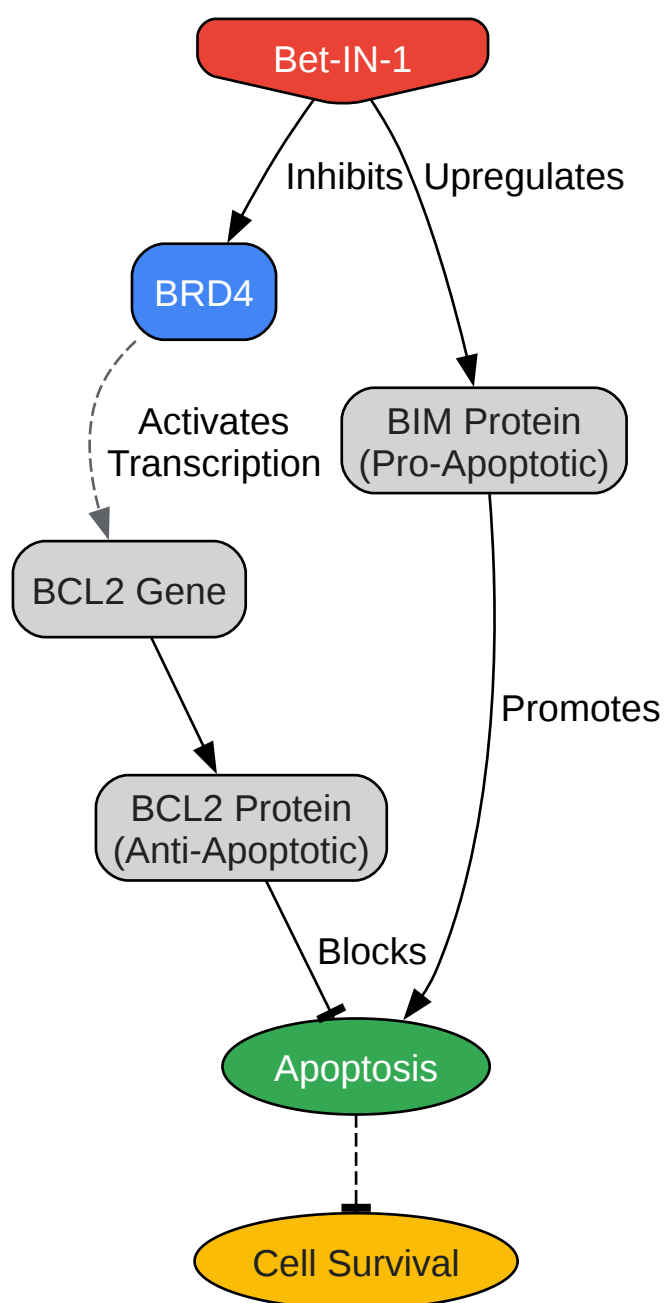 Bet-IN-1
Inhibits
Upregulates
BRD4
Activates
Transcription
BIM Protein
(Pro-Apoptotic)
BCL2 Gene
Promotes
BCL2 Protein
(Anti-Apoptotic)
Blocks
Apoptosis
Cell Survival